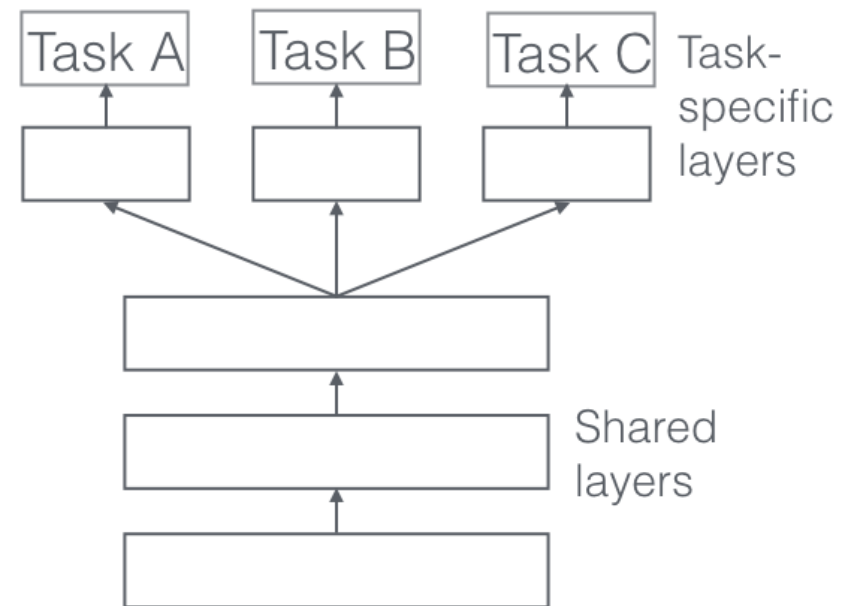 Task A
Task B
Task C
Task-
specific
layers
Shared
layers